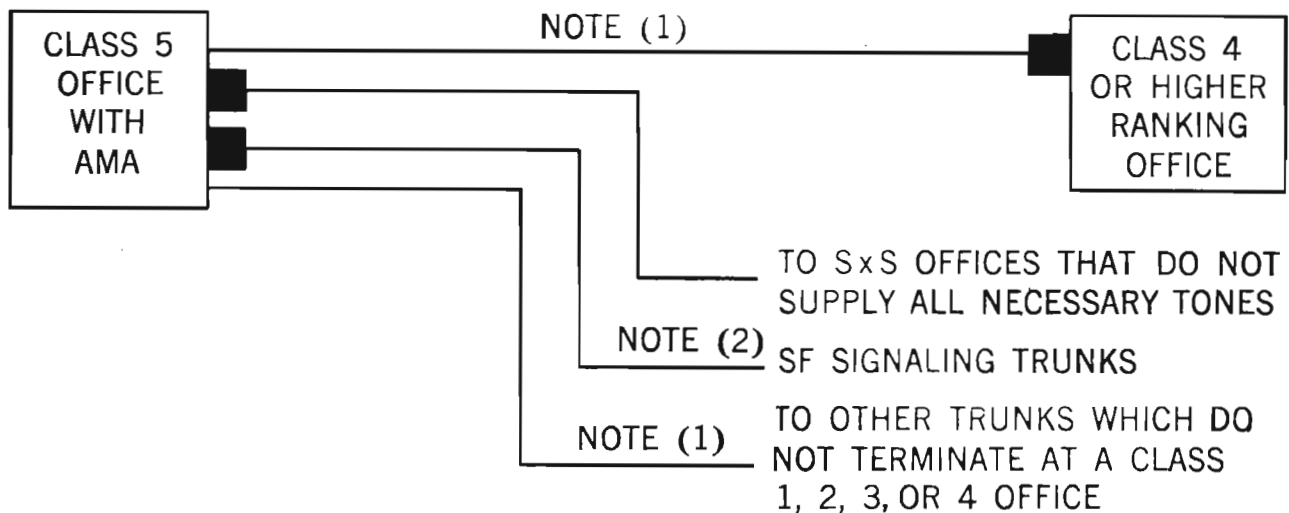 CLASS 5
OFFICE
WITH
AMA
NOTE (1)
CLASS 4
OR HIGHER
RANKING
OFFICE
TO SxS OFFICES THAT DO NOT
SUPPLY ALL NECESSARY TONES
NOTE (2)
SF SIGNALING TRUNKS
NOTE (1)
TO OTHER TRUNKS WHICH DO
NOT TERMINATE AT A CLASS
1, 2, 3, OR 4 OFFICE